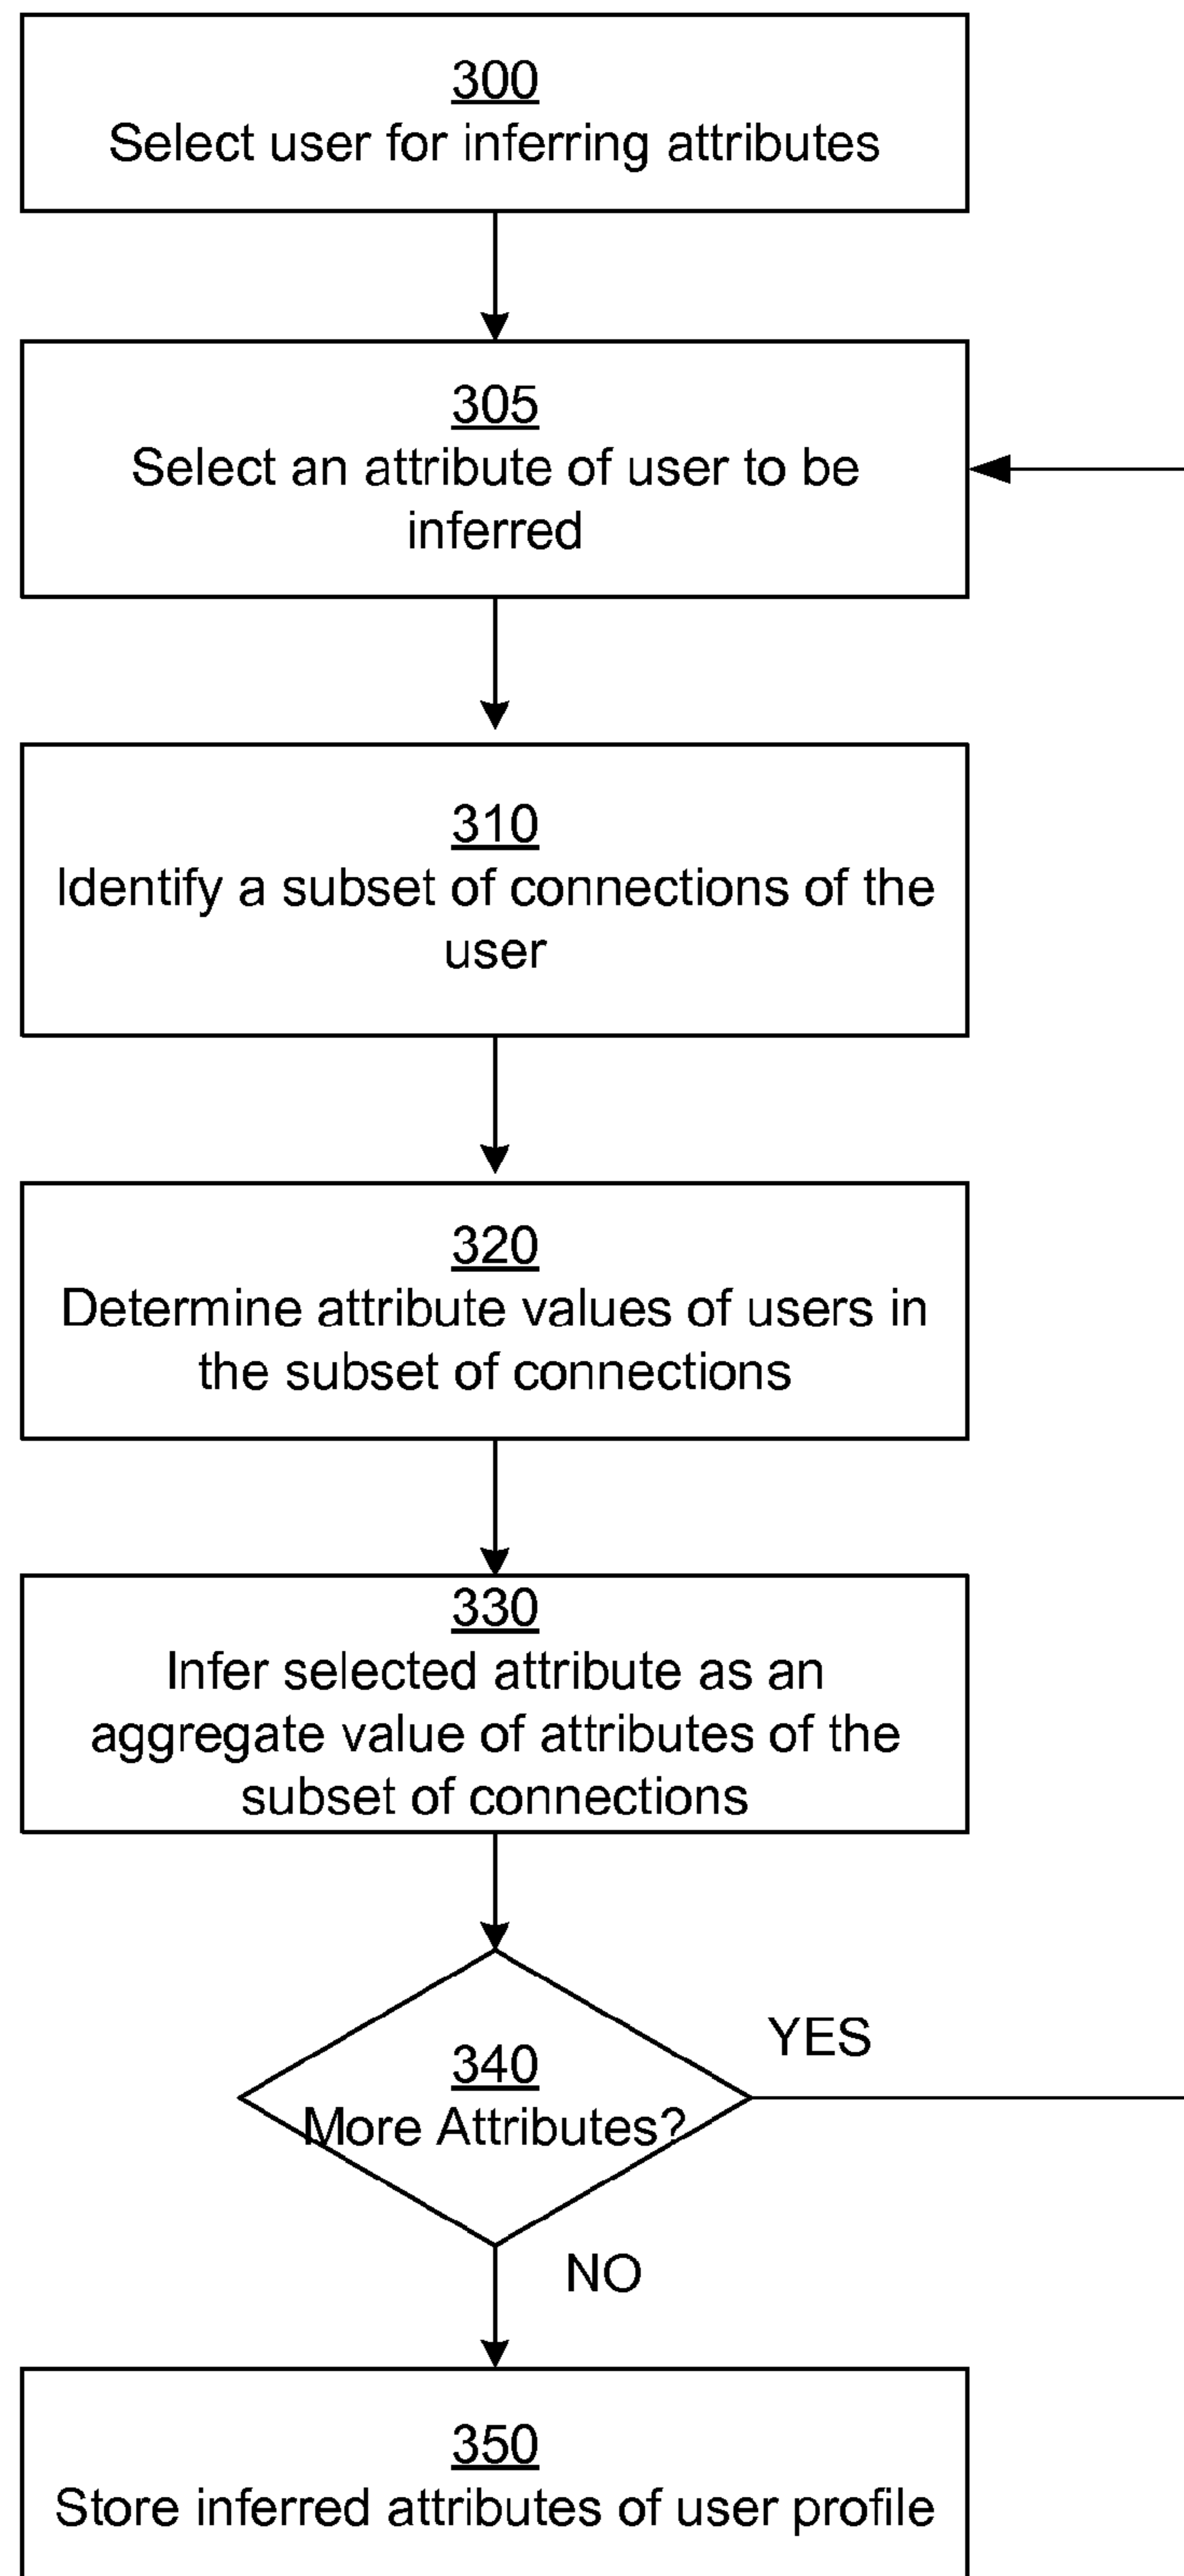 300
Select user for inferring attributes
305
Select an attribute of user to be
inferred
310
Identify a subset of connections of the
user
320
Determine attribute values of users in
the subset of connections
330
Infer selected attribute as an
aggregate value of attributes of the
subset of connections
340
More Attributes?
YES
NO
350
Store inferred attributes of user profile